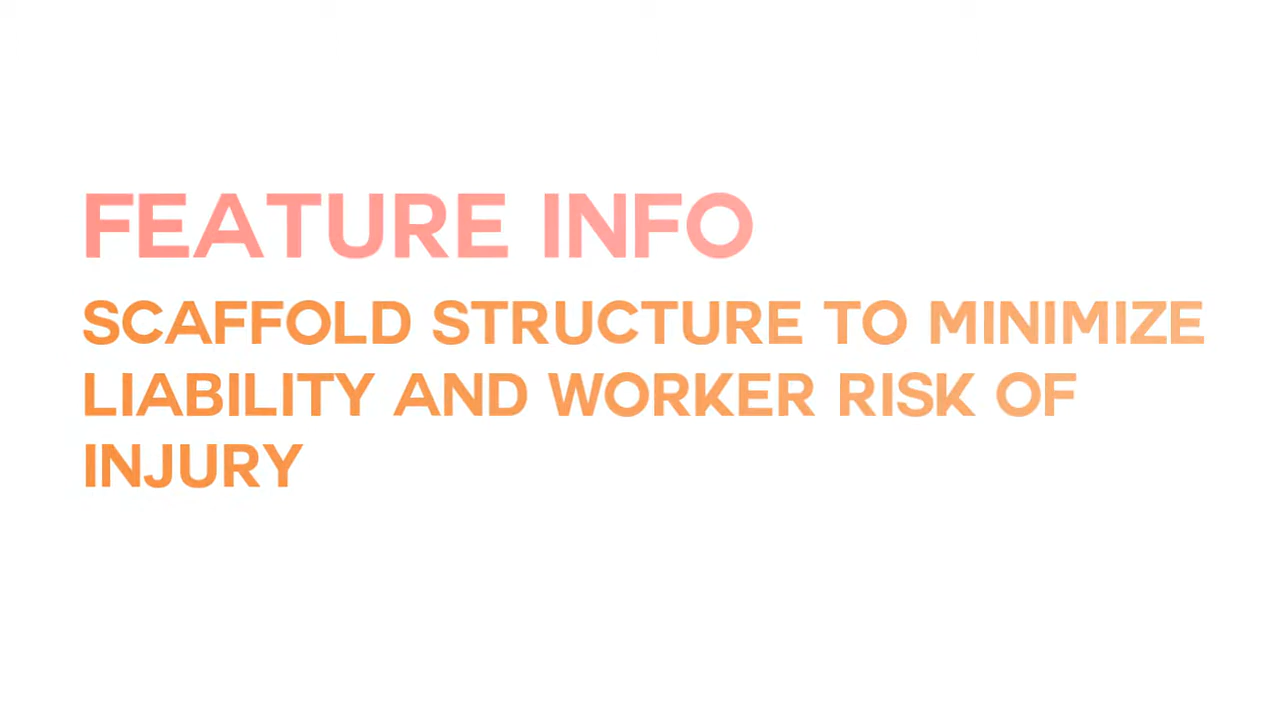 FEATURE INFO
SCAFFOLD STRUCTURE TO MINIMIZE
LIABILITY AND WORKER RISK OF
INJURY